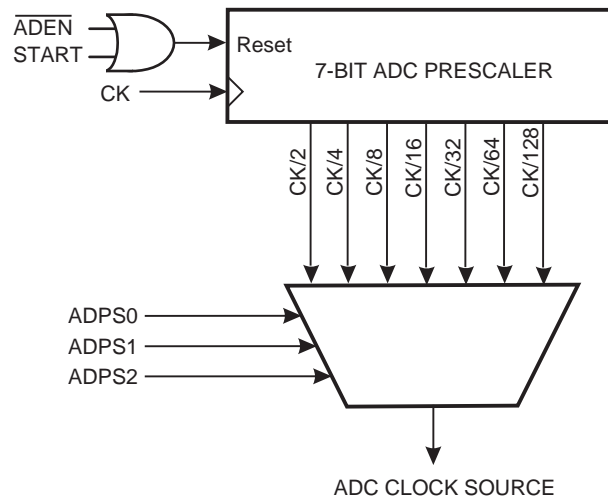 ADEN
START
Reset
7-BIT ADC PRESCALER
CK
CK/2
CK/4
CK/8
CK/16
CK/32
CK/64
CK/128
ADPS0
ADPS1
ADPS2
ADC CLOCK SOURCE